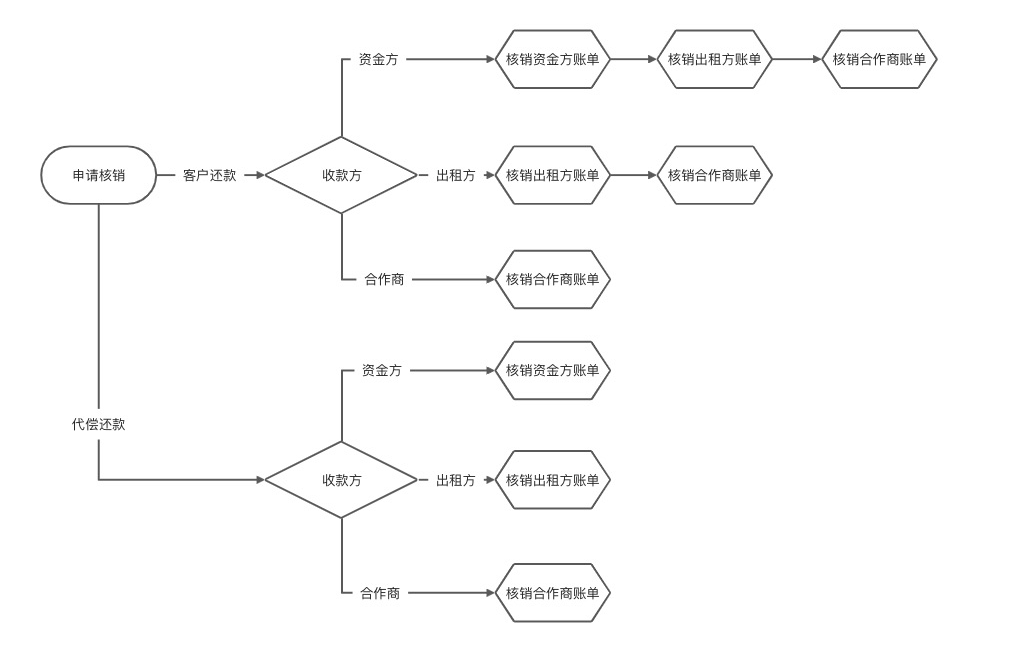 资金方
核销资金方账单
核销出租方账单
核销合作商账单
申请核销
客户还款
收款方
出租方
核销出租方账单
核销合作商账单
合作商
核销合作商账单
资金方
核销资金方账单
代偿还款
收款方
出租方
核销出租方账单
合作商
核销合作商账单